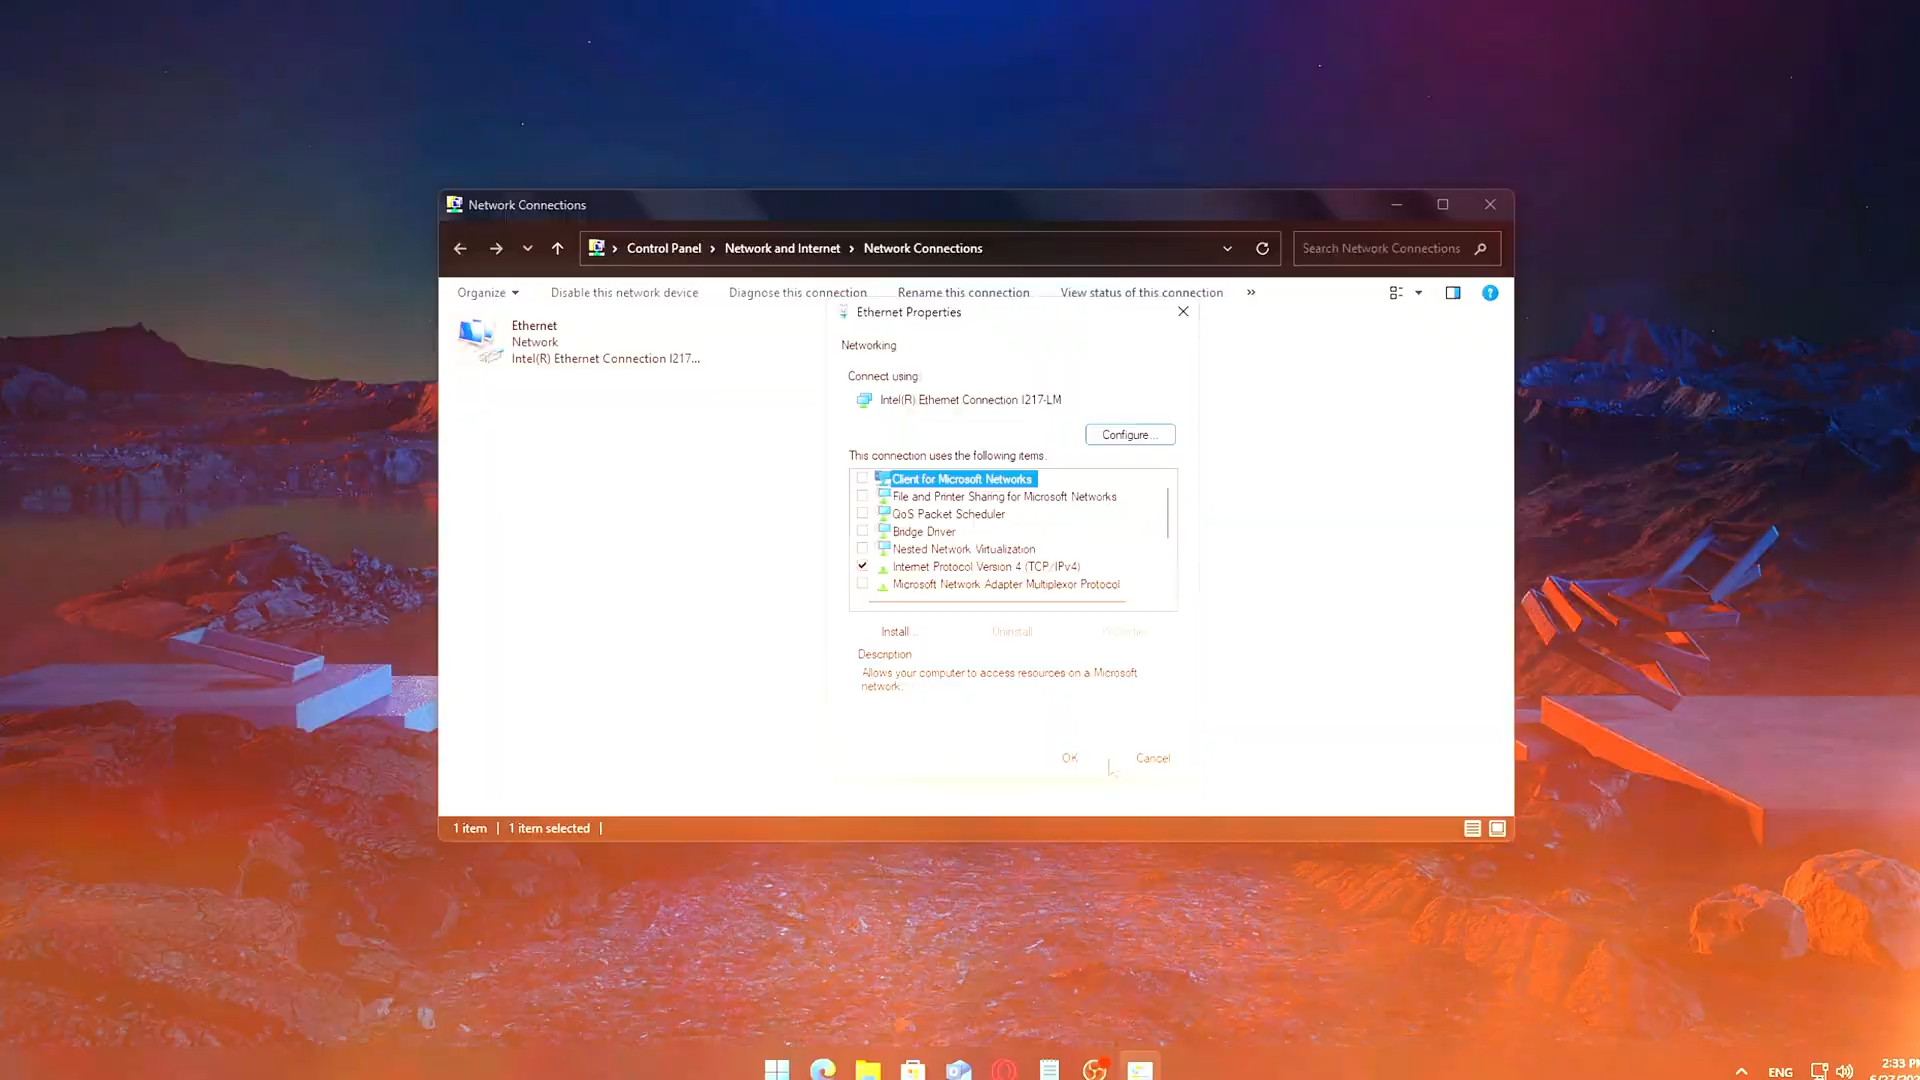 Network Connections
Control Panel > Network and Internet > Network Connections
Search Network Connections
Organize
Disable this network device
Diagnose this connection
Rename this connection
View status of this connection
»
Ethernet
Network
Intel(R) Ethernet Connection I217...
Ethernet Properties
Networking
Connect using:
Intel(R) Ethernet Connection I217-LM
Configure...
This connection uses the following items:
Client for Microsoft Networks
File and Printer Sharing for Microsoft Networks
QoS Packet Scheduler
Bridge Driver
Nested Network Virtualization
Internet Protocol Version 4 (TCP/IPv4)
Microsoft Network Adapter Multiplexor Protocol
Install...
Uninstall
Properties
Description
Allows your computer to access resources on a Microsoft
network.
OK
Cancel
1 item
1 item selected
ENG
2:33 PM